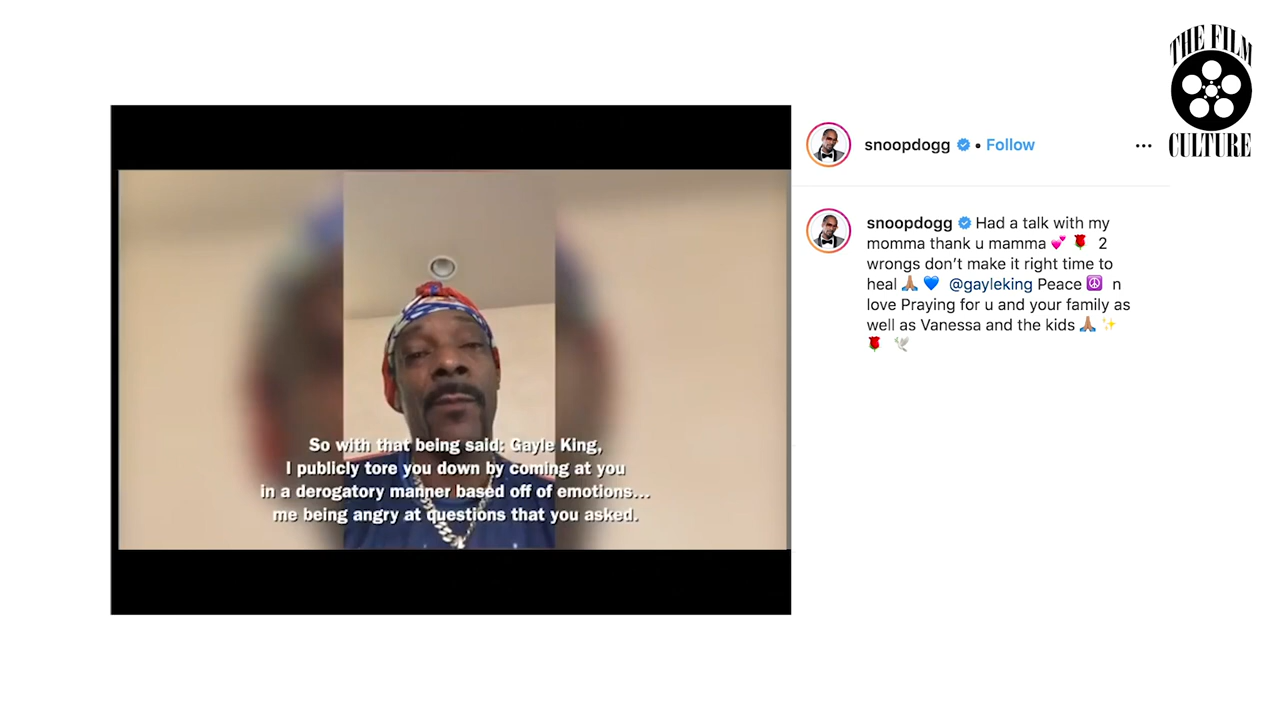 THE FILM
CULTURE
snoopdogg • Follow
snoopdogg Had a talk with my
momma thank u mamma 💕 🌹 2
wrongs don't make it right time to
heal 🙏🏽 💙 @gayleking Peace ☮️ n
love Praying for u and your family as
well as Vanessa and the kids 🙏🏽 ✨
🌹 🕊
So with that being said: Gayle King,
I publicly tore you down by coming at you
in a derogatory manner based off of emotions...
me being angry at questions that you asked.